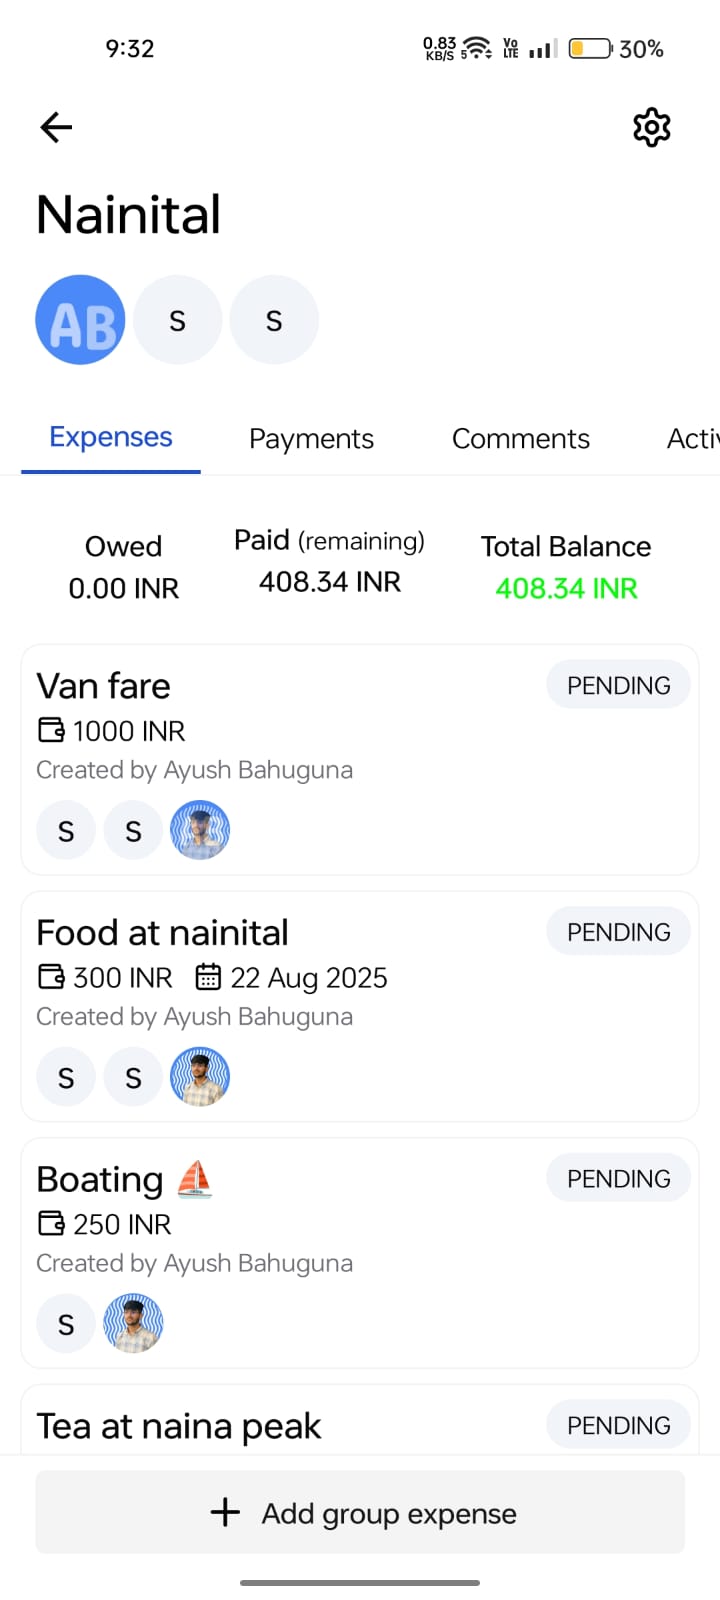 9:32
0.83 KB/S 5 Vo LTE 30%
Nainital
AB S S
Expenses Payments Comments Activ
Owed Paid (remaining) Total Balance
0.00 INR 408.34 INR 408.34 INR
Van fare PENDING
1000 INR
Created by Ayush Bahuguna
S S
Food at nainital PENDING
300 INR 22 Aug 2025
Created by Ayush Bahuguna
S S
Boating PENDING
250 INR
Created by Ayush Bahuguna
S
Tea at naina peak PENDING
+ Add group expense